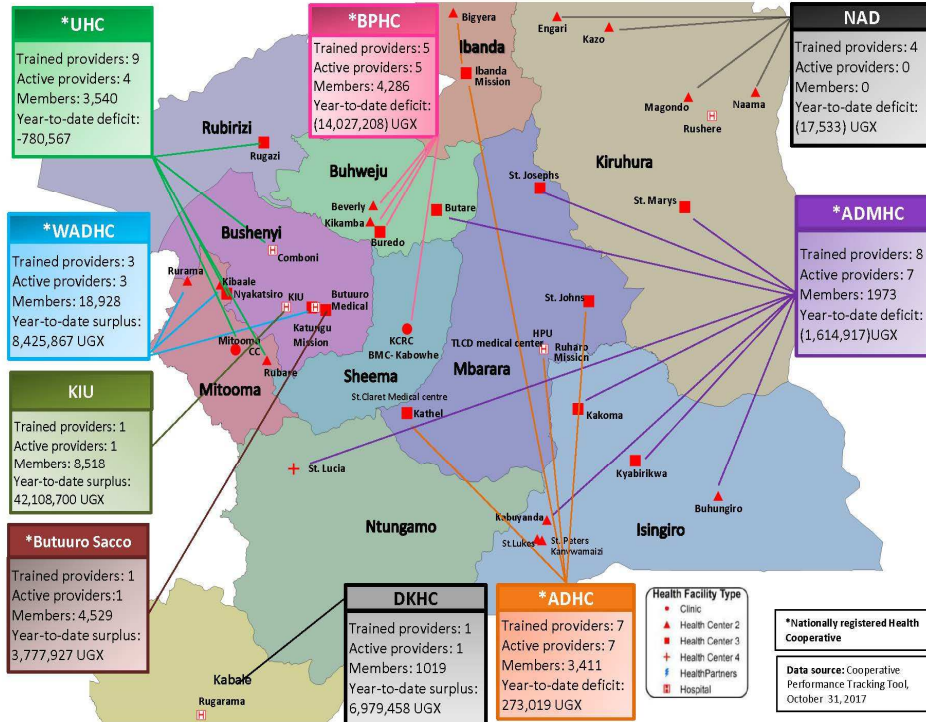 *UHC
Trained providers: 9
Active providers: 4
Members: 3,540
Year-to-date deficit:
-780,567
*BPHC
Trained providers: 5
Active providers: 5
Members: 4,286
Year-to-date deficit:
(14,027,208) UGX
NAD
Trained providers: 4
Active providers: 0
Members: 0
Year-to-date deficit:
(17,533) UGX
*WADHC
Trained providers: 3
Active providers: 3
Members: 18,928
Year-to-date surplus:
8,425,867 UGX
*ADMHC
Trained providers: 8
Active providers: 7
Members: 1973
Year-to-date deficit:
(1,614,917)UGX
KIU
Trained providers: 1
Active providers: 1
Members: 8,518
Year-to-date surplus:
42,108,700 UGX
*Butuuro Sacco
Trained providers: 1
Active providers:1
Members: 4,529
Year-to-date surplus:
3,777,927 UGX
DKHC
Trained providers: 1
Active providers: 1
Members: 1019
Year-to-date surplus:
6,979,458 UGX
*ADHC
Trained providers: 7
Active providers: 7
Members: 3,411
Year-to-date deficit:
273,019 UGX
Bigyera
Ibanda
Ibanda
Mission
Engari
Kazo
Magondo
Naama
Rushere
Kiruhura
Rubirizi
Rugazi
Buhweju
Beverly
Kikamba
Buredo
Butare
St. Josephs
St. Marys
Bushenyi
Comboni
Rurama
Kibaale
Nyakatsiro
KIU
Butuuro
Medical
Katungu
Mission
Mitooma
CC
Rubare
Mitooma
KCRC
BMC- Kabowhe
Sheema
St.Claret Medical centre
Kathel
St. Johns
HPU
TLCD medical center
Ruharo
Mission
Mbarara
Kakoma
Kyabirikwa
Buhungiro
Isingiro
St. Lucia
Ntungamo
Kabuyanda
St.Lukes
St. Peters
Kanywamaizi
Kabale
Rugarama
Health Facility Type
Clinic
Health Center 2
Health Center 3
Health Center 4
HealthPartners
Hospital
*Nationally registered Health
Cooperative
Data source: Cooperative
Performance Tracking Tool,
October 31, 2017